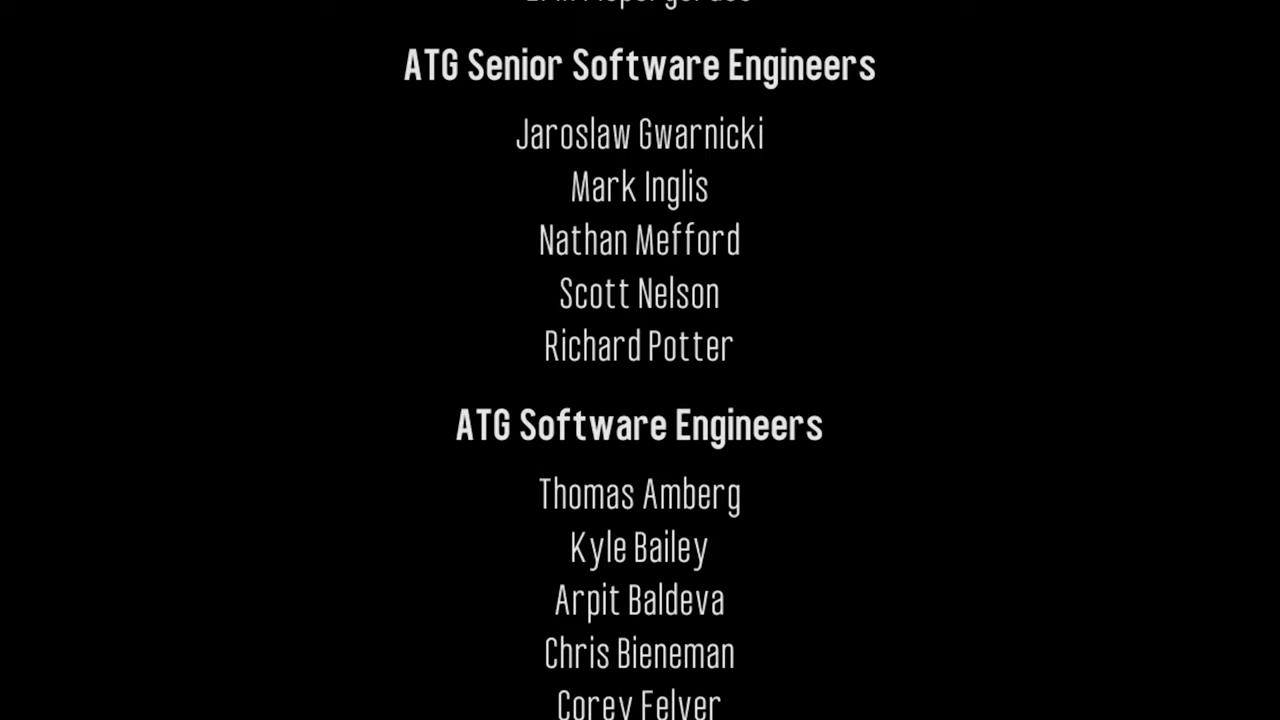 ATG Senior Software Engineers
Jaroslaw Gwarnicki
Mark Inglis
Nathan Mefford
Scott Nelson
Richard Potter
ATG Software Engineers
Thomas Amberg
Kyle Bailey
Arpit Baldeva
Chris Bieneman
Corey Felver